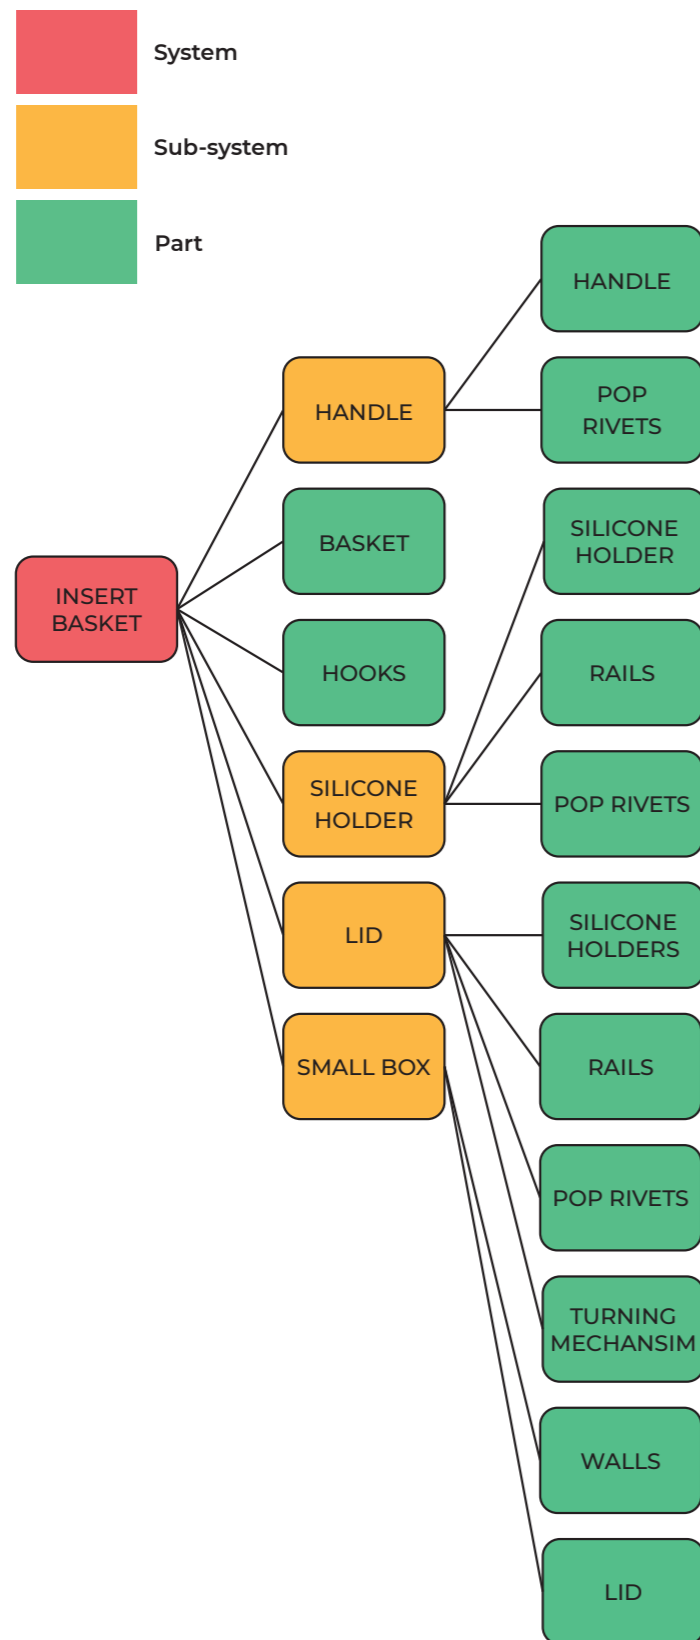 System
Sub-system
Part
HANDLE
POP
RIVETS
HANDLE
SILICONE
HOLDER
BASKET
INSERT
BASKET
RAILS
HOOKS
SILICONE
HOLDER
POP RIVETS
LID
SILICONE
HOLDERS
SMALL BOX
RAILS
POP RIVETS
TURNING
MECHANSIM
WALLS
LID